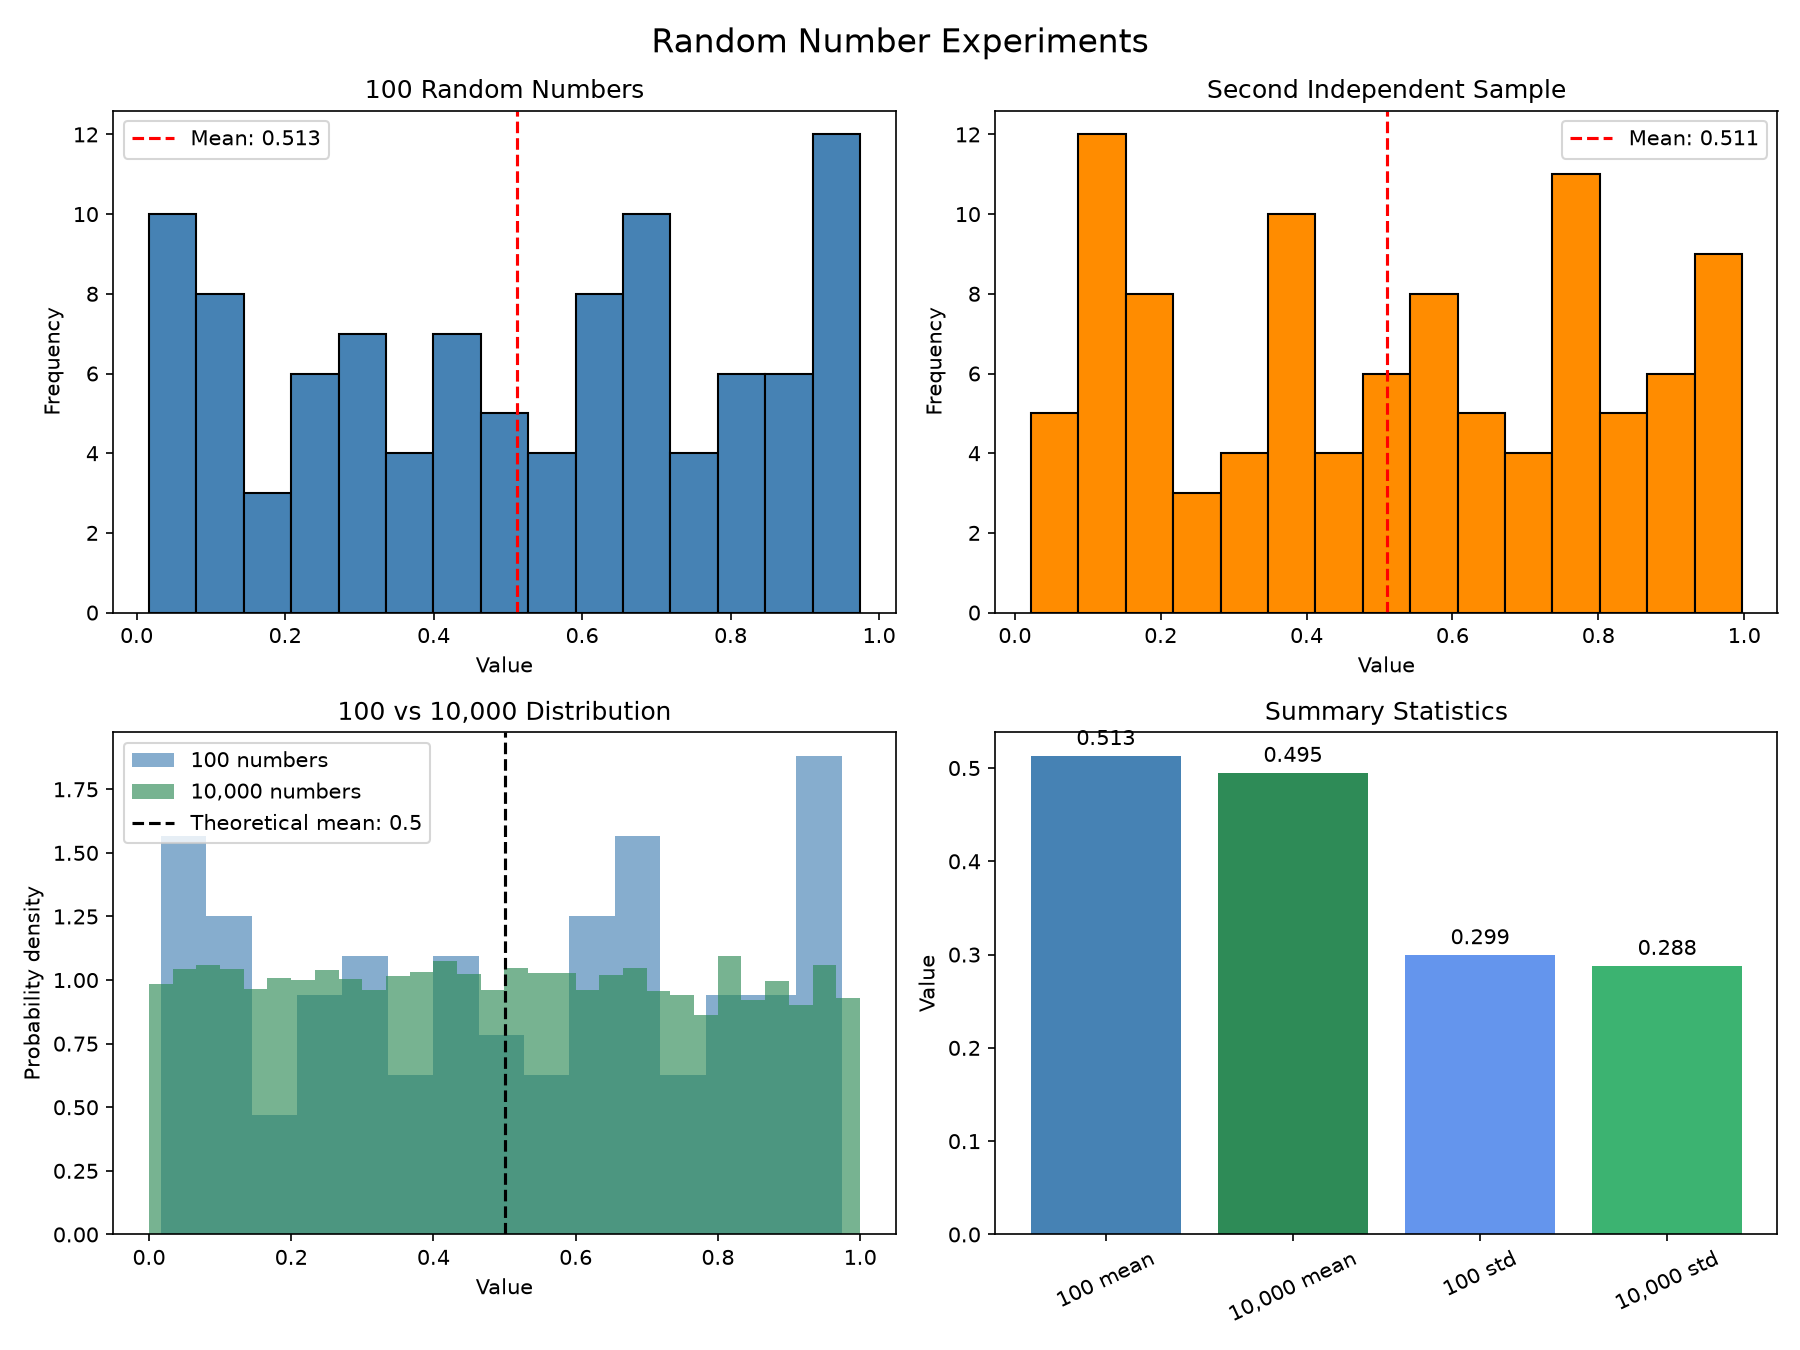 Random Number Experiments
100 Random Numbers
Mean: 0.513
Frequency
12
10
8
6
4
2
0
0.0 0.2 0.4 0.6 0.8 1.0
Value
Second Independent Sample
Mean: 0.511
Frequency
12
10
8
6
4
2
0
0.0 0.2 0.4 0.6 0.8 1.0
Value
100 vs 10,000 Distribution
100 numbers
10,000 numbers
Theoretical mean: 0.5
Probability density
1.75
1.50
1.25
1.00
0.75
0.50
0.25
0.00
0.0 0.2 0.4 0.6 0.8 1.0
Value
Summary Statistics
0.513
0.495
0.299
0.288
Value
0.5
0.4
0.3
0.2
0.1
0.0
100 mean
10,000 mean
100 std
10,000 std